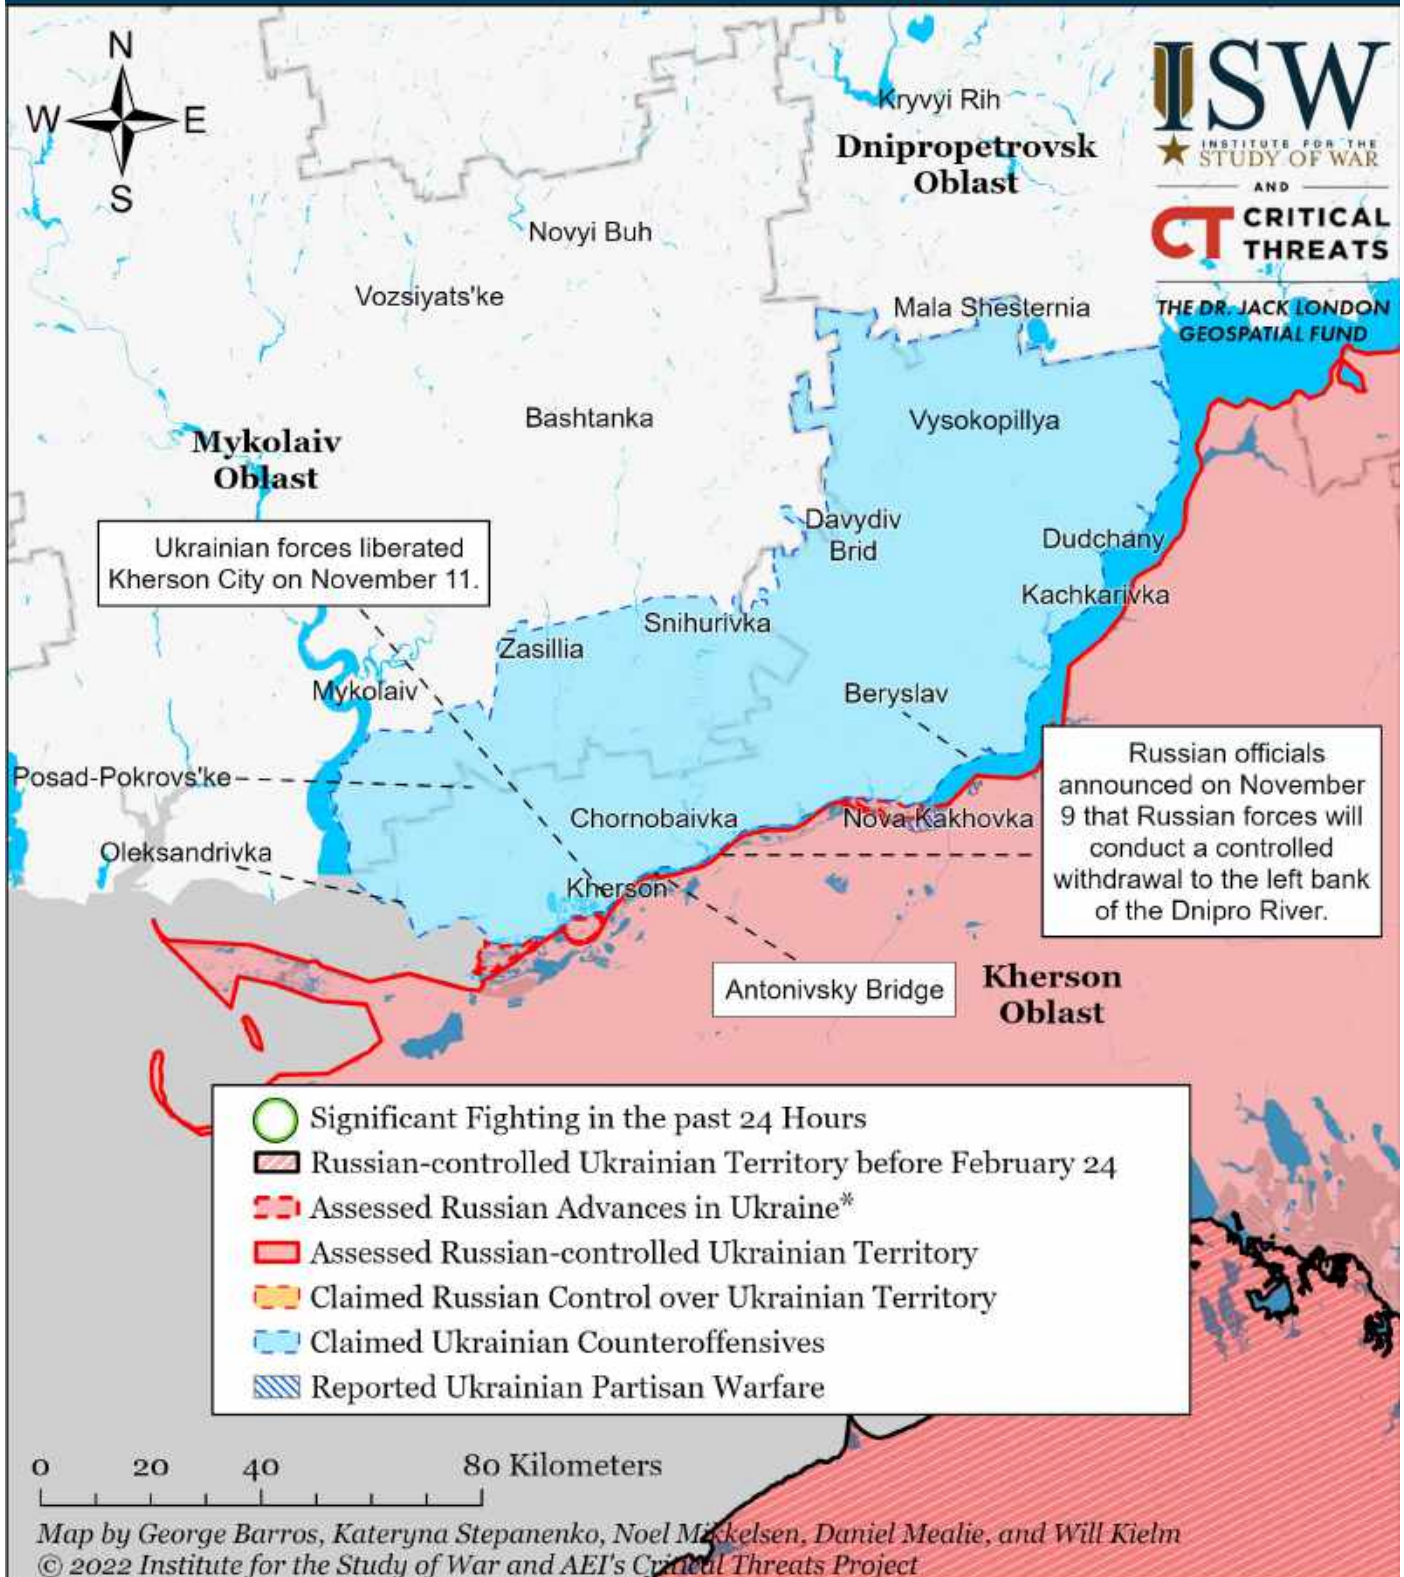 N
W E
S
ISW
INSTITUTE FOR THE
STUDY OF WAR
AND
CT CRITICAL
THREATS
THE DR. JACK LONDON
GEOSPATIAL FUND
Kryvyi Rih
Dnipropetrovsk
Oblast
Novyi Buh
Vozsiyats'ke
Mala Shesternia
Bashtanka
Vysokopillya
Mykolaiv
Oblast
Davydiv
Brid
Dudchany
Ukrainian forces liberated
Kherson City on November 11.
Kachkarivka
Snihurivka
Zasillia
Mykolaiv
Beryslav
Russian officials
announced on November
9 that Russian forces will
conduct a controlled
withdrawal to the left bank
of the Dnipro River.
Posad-Pokrovs'ke
Chornobaivka
Nova Kakhovka
Oleksandrivka
Kherson
Antonivsky Bridge
Kherson
Oblast
Significant Fighting in the past 24 Hours
Russian-controlled Ukrainian Territory before February 24
Assessed Russian Advances in Ukraine*
Assessed Russian-controlled Ukrainian Territory
Claimed Russian Control over Ukrainian Territory
Claimed Ukrainian Counteroffensives
Reported Ukrainian Partisan Warfare
0 20 40 80 Kilometers
Map by George Barros, Kateryna Stepanenko, Noel Mikkelsen, Daniel Mealie, and Will Kielm
© 2022 Institute for the Study of War and AEI's Critical Threats Project